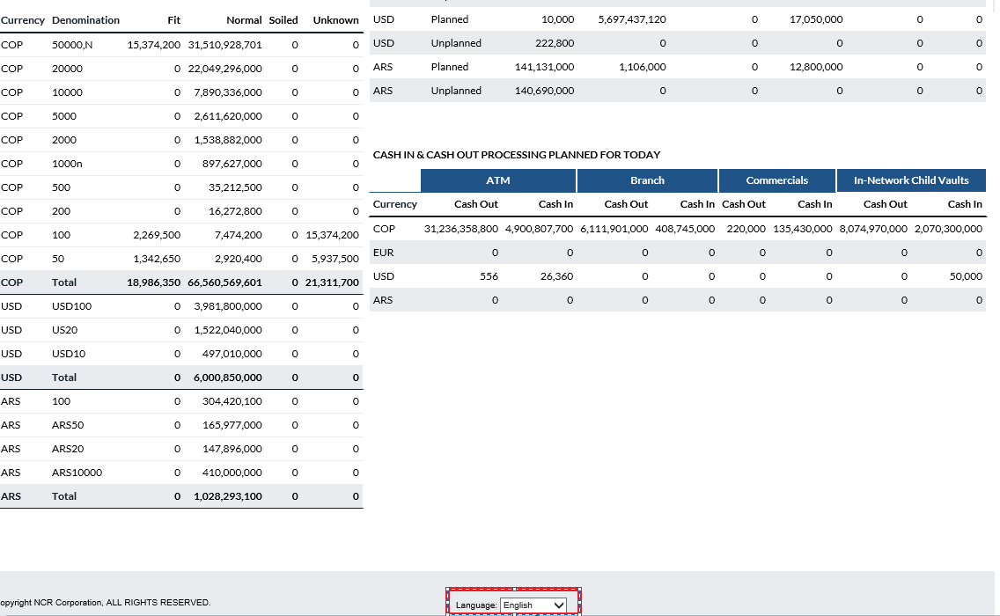 Currency Denomination Fit Normal Soiled Unknown
COP 50000,N 15,374,200 31,510,928,701 0 0
COP 20000 0 22,049,296,000 0 0
COP 10000 0 7,890,336,000 0 0
COP 5000 0 2,611,620,000 0 0
COP 2000 0 1,538,882,000 0 0
COP 1000n 0 897,627,000 0 0
COP 500 0 35,212,500 0 0
COP 200 0 16,272,800 0 0
COP 100 2,269,500 7,474,200 0 15,374,200
COP 50 1,342,650 2,920,400 0 5,937,500
COP Total 18,986,350 66,560,569,601 0 21,311,700
USD USD100 0 3,981,800,000 0 0
USD US20 0 1,522,040,000 0 0
USD USD10 0 497,010,000 0 0
USD Total 0 6,000,850,000 0 0
ARS 100 0 304,420,100 0 0
ARS ARS50 0 165,977,000 0 0
ARS ARS20 0 147,896,000 0 0
ARS ARS10000 0 410,000,000 0 0
ARS Total 0 1,028,293,100 0 0
USD Planned 10,000 5,697,437,120 0 17,050,000 0 0
USD Unplanned 222,800 0 0 0 0 0
ARS Planned 141,131,000 1,106,000 0 12,800,000 0 0
ARS Unplanned 140,690,000 0 0 0 0 0
CASH IN & CASH OUT PROCESSING PLANNED FOR TODAY
ATM Branch Commercials In-Network Child Vaults
Currency Cash Out Cash In Cash Out Cash In Cash Out Cash In Cash Out Cash In
COP 31,236,358,800 4,900,807,700 6,111,901,000 408,745,000 220,000 135,430,000 8,074,970,000 2,070,300,000
EUR 0 0 0 0 0 0 0 0
USD 556 26,360 0 0 0 0 0 50,000
ARS 0 0 0 0 0 0 0 0
opyright NCR Corporation, ALL RIGHTS RESERVED.
Language: English